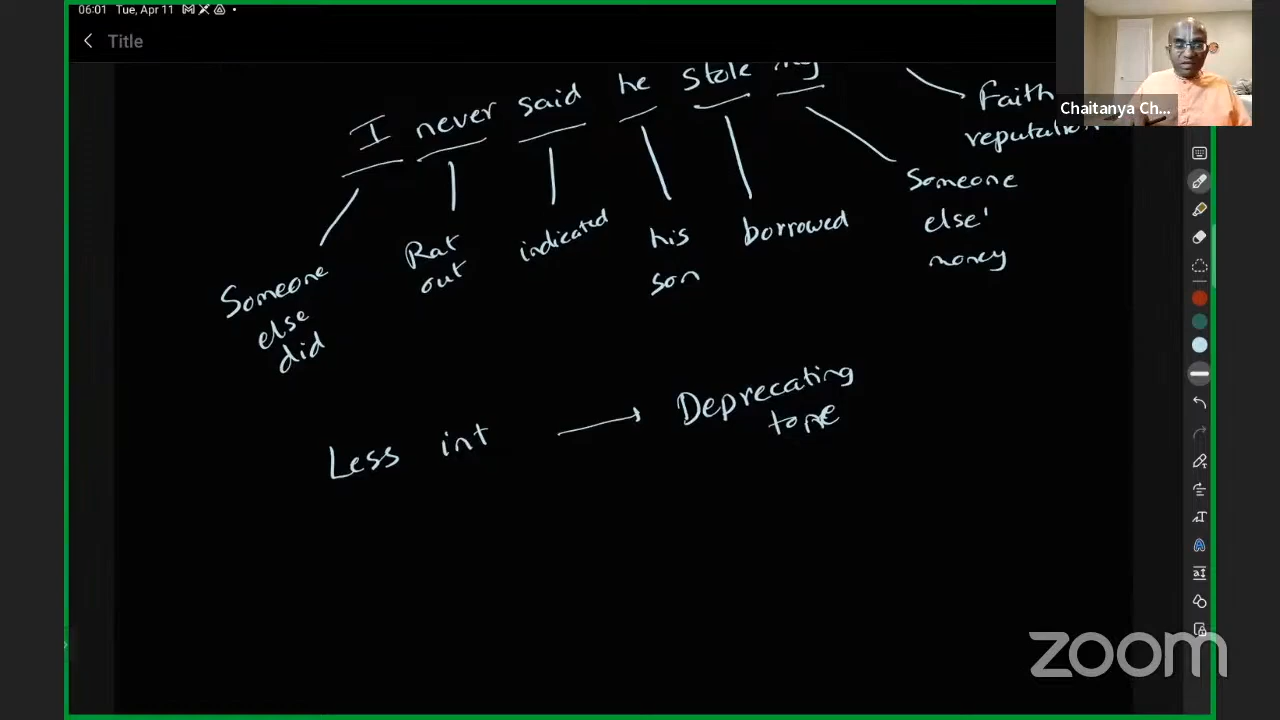 06:01 Tue, Apr 11
Title
I never said he stole my
Faith
reputation
Chaitanya Ch...
Someone
else'
money
Rat
out
indicated
his
son
borrowed
Someone
else
did
Less int → Deprecating
tone
zoom